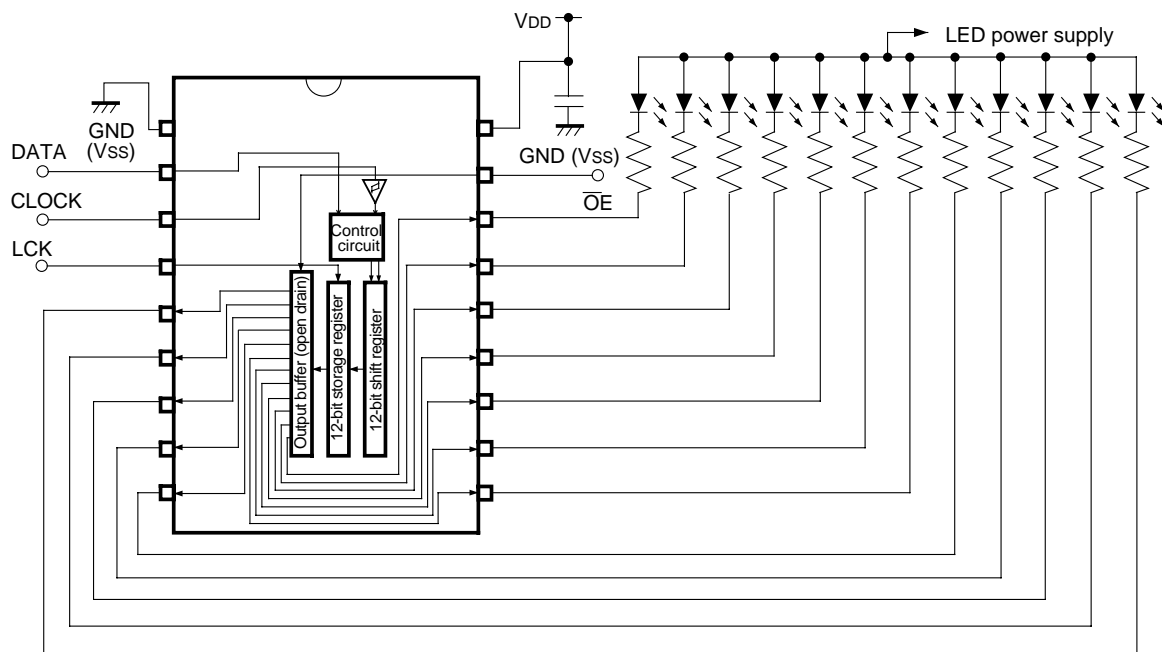 VDD
LED power supply
GND
(Vss)
DATA
GND (Vss)
CLOCK
OE
LCK
Control
circuit
Output buffer (open drain)
12-bit storage register
12-bit shift register